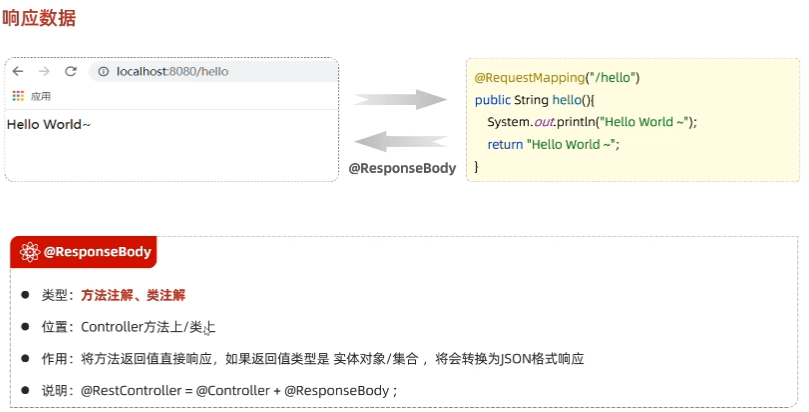 响应数据
localhost:8080/hello
应用
Hello World~
@ResponseBody
@RequestMapping("/hello")
public String hello(){
System.out.println("Hello World ~");
return "Hello World ~";
}
@ResponseBody
● 类型：方法注解、类注解
● 位置：Controller方法上/类上
● 作用：将方法返回值直接响应，如果返回值类型是 实体对象/集合 ，将会转换为JSON格式响应
● 说明：@RestController = @Controller + @ResponseBody ;